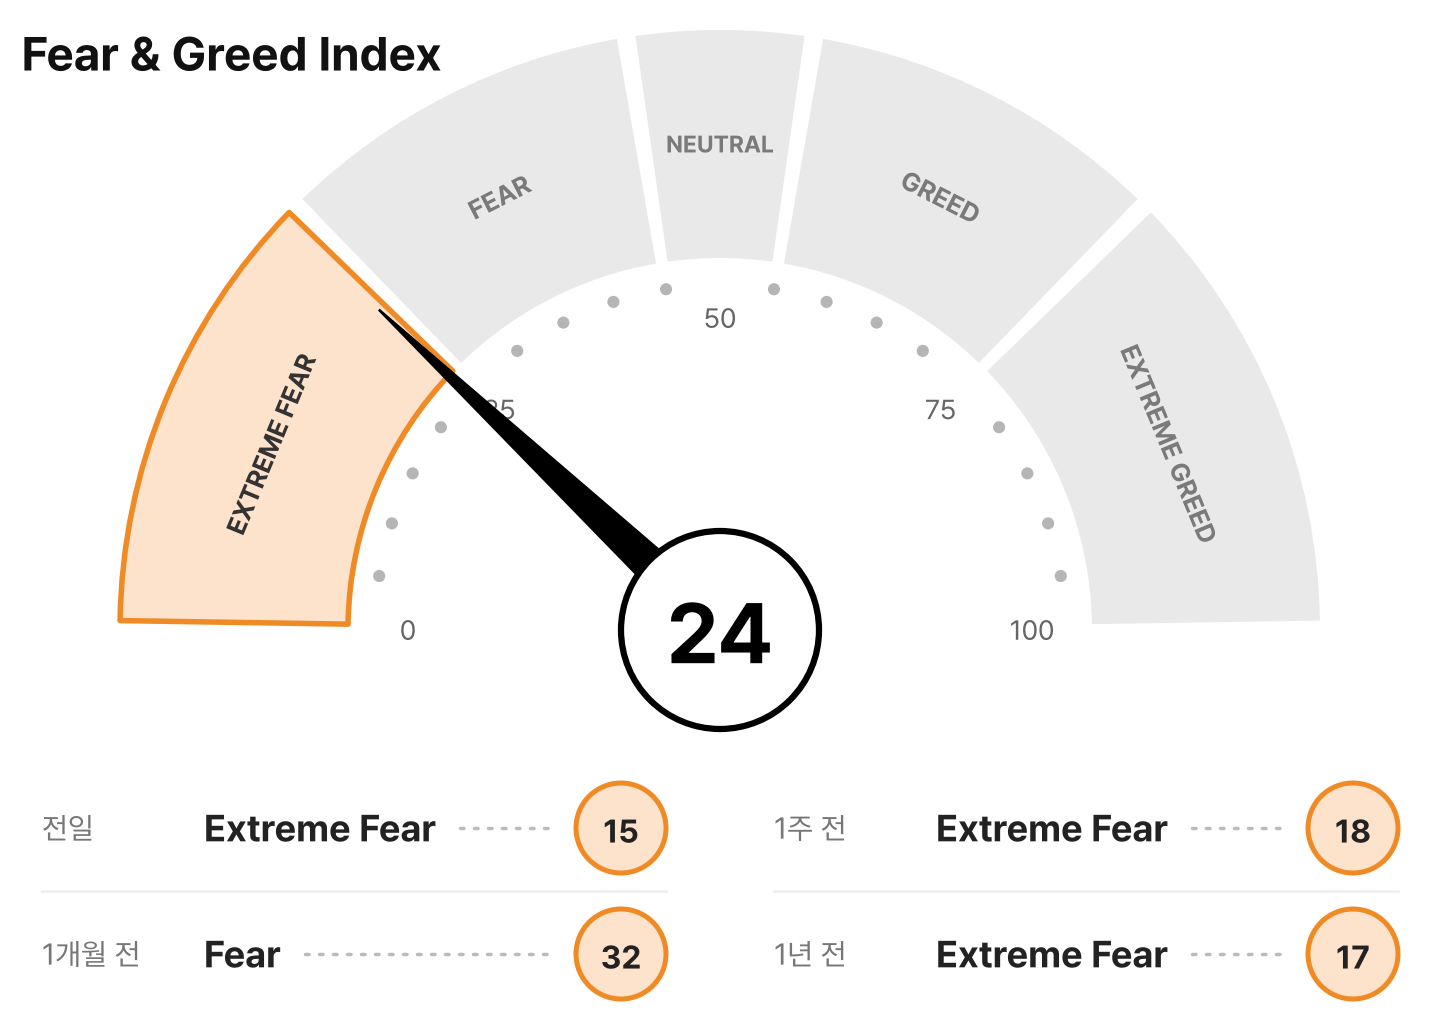 Fear & Greed Index
EXTREME FEAR
FEAR
NEUTRAL
GREED
EXTREME GREED
0
25
50
75
100
24
전일 Extreme Fear 15
1주 전 Extreme Fear 18
1개월 전 Fear 32
1년 전 Extreme Fear 17